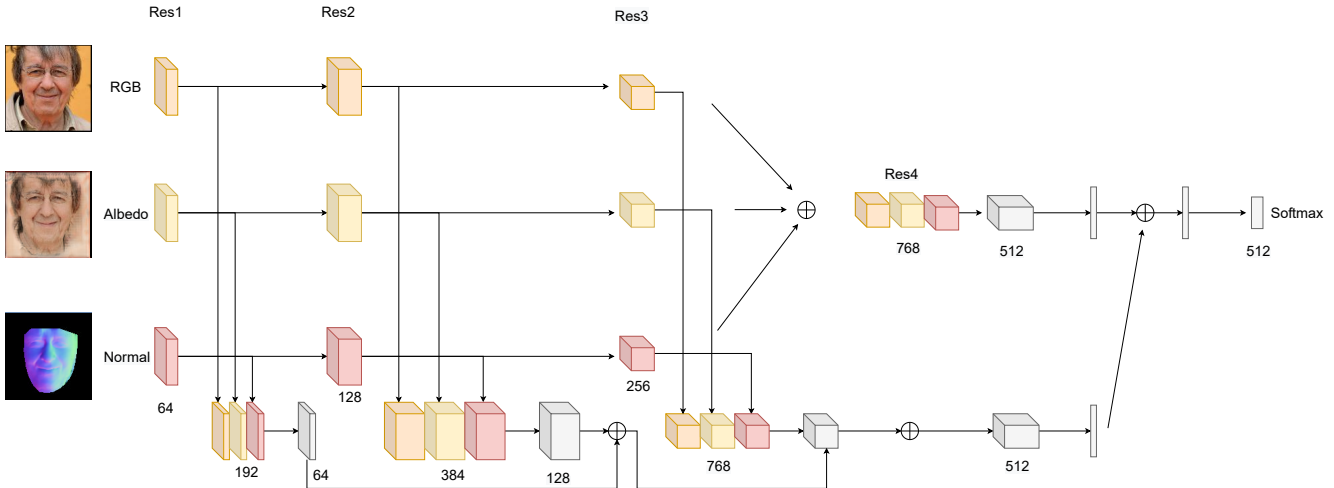 Res1
Res2
Res3
RGB
Albedo
Res4
Softmax
768
512
512
Normal
64
128
256
192
64
384
128
768
512